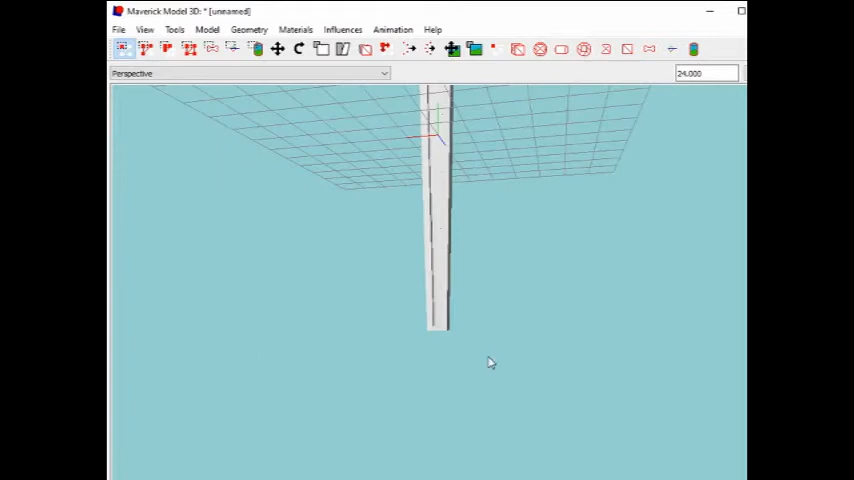 Maverick Model 3D: * [unnamed]
File View Tools Model Geometry Materials Influences Animation Help
Perspective 24.000